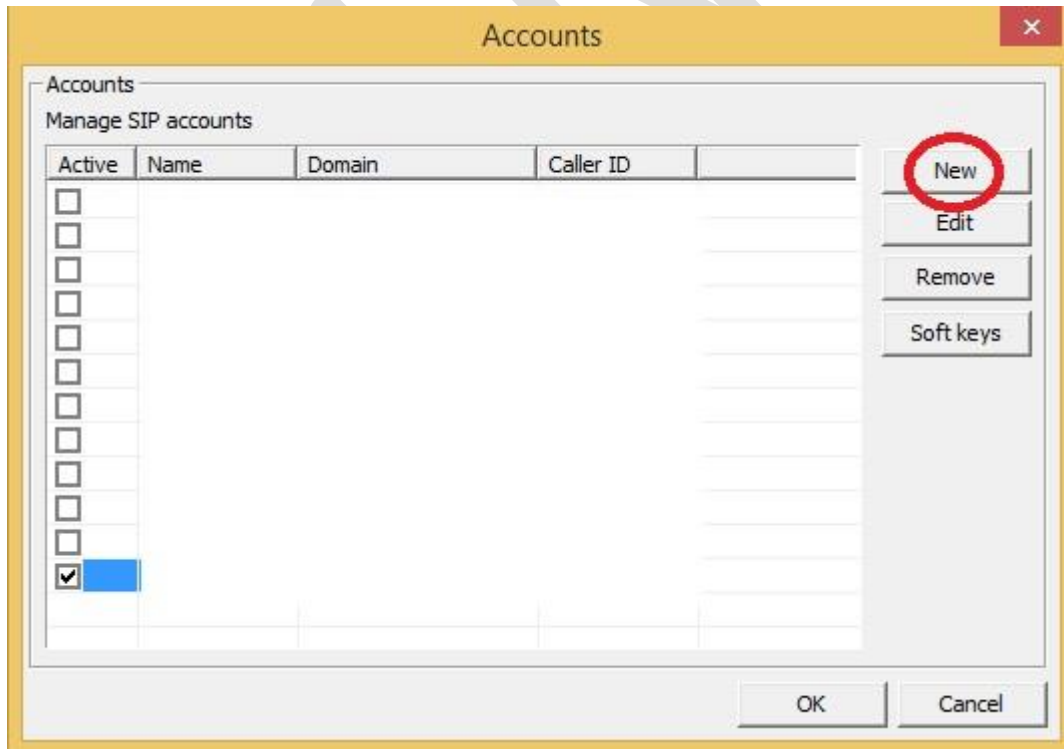 Accounts
Accounts
Manage SIP accounts
Active Name Domain Caller ID
New
Edit
Remove
Soft keys
OK Cancel